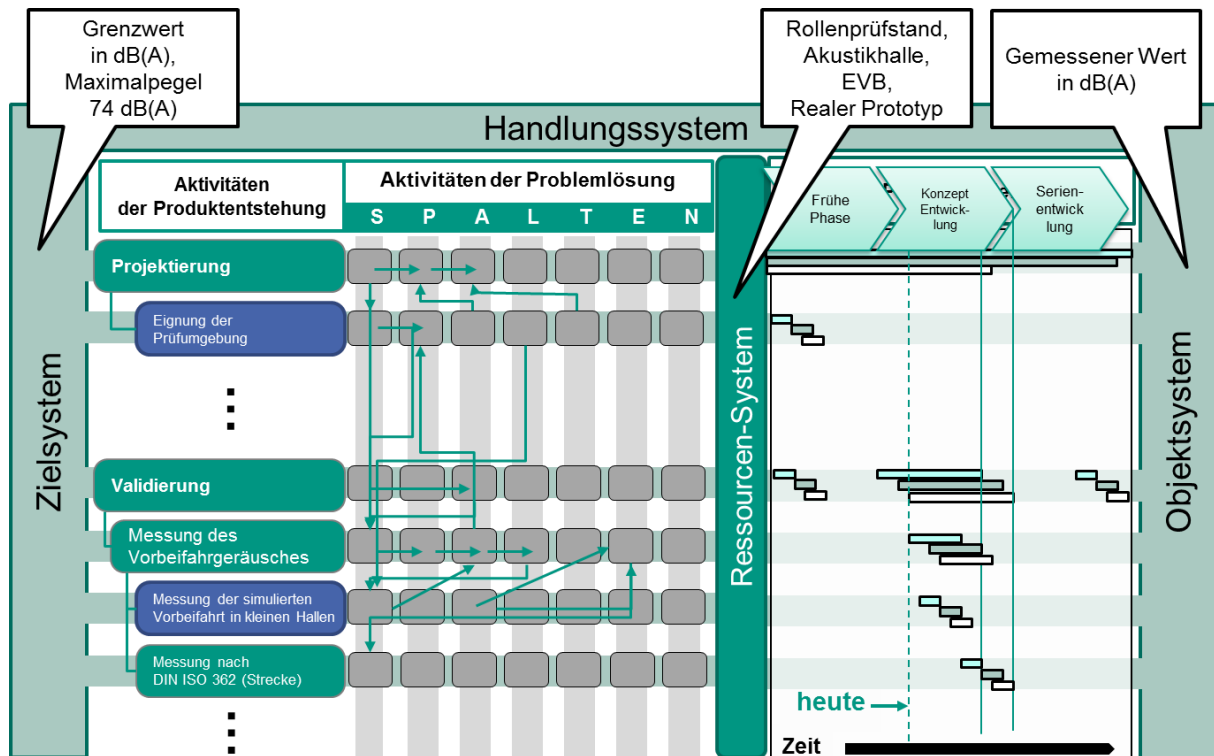 Grenzwert
in dB(A),
Maximalpegel
74 dB(A)
Rollenprüfstand,
Akustikhalle,
EVB,
Realer Prototyp
Gemessener Wert
in dB(A)
Handlungssystem
Zielsystem
Aktivitäten
der Produktentstehung
Aktivitäten der Problemlösung
S P A L T E N
Ressourcen-System
Frühe
Phase
Konzept
Entwick-
lung
Serien-
entwick
lung
Objektsystem
Projektierung
Eignung der
Prüfumgebung
Validierung
Messung des
Vorbeifahrgeräusches
Messung der simulierten
Vorbeifahrt in kleinen Hallen
Messung nach
DIN ISO 362 (Strecke)
heute
Zeit